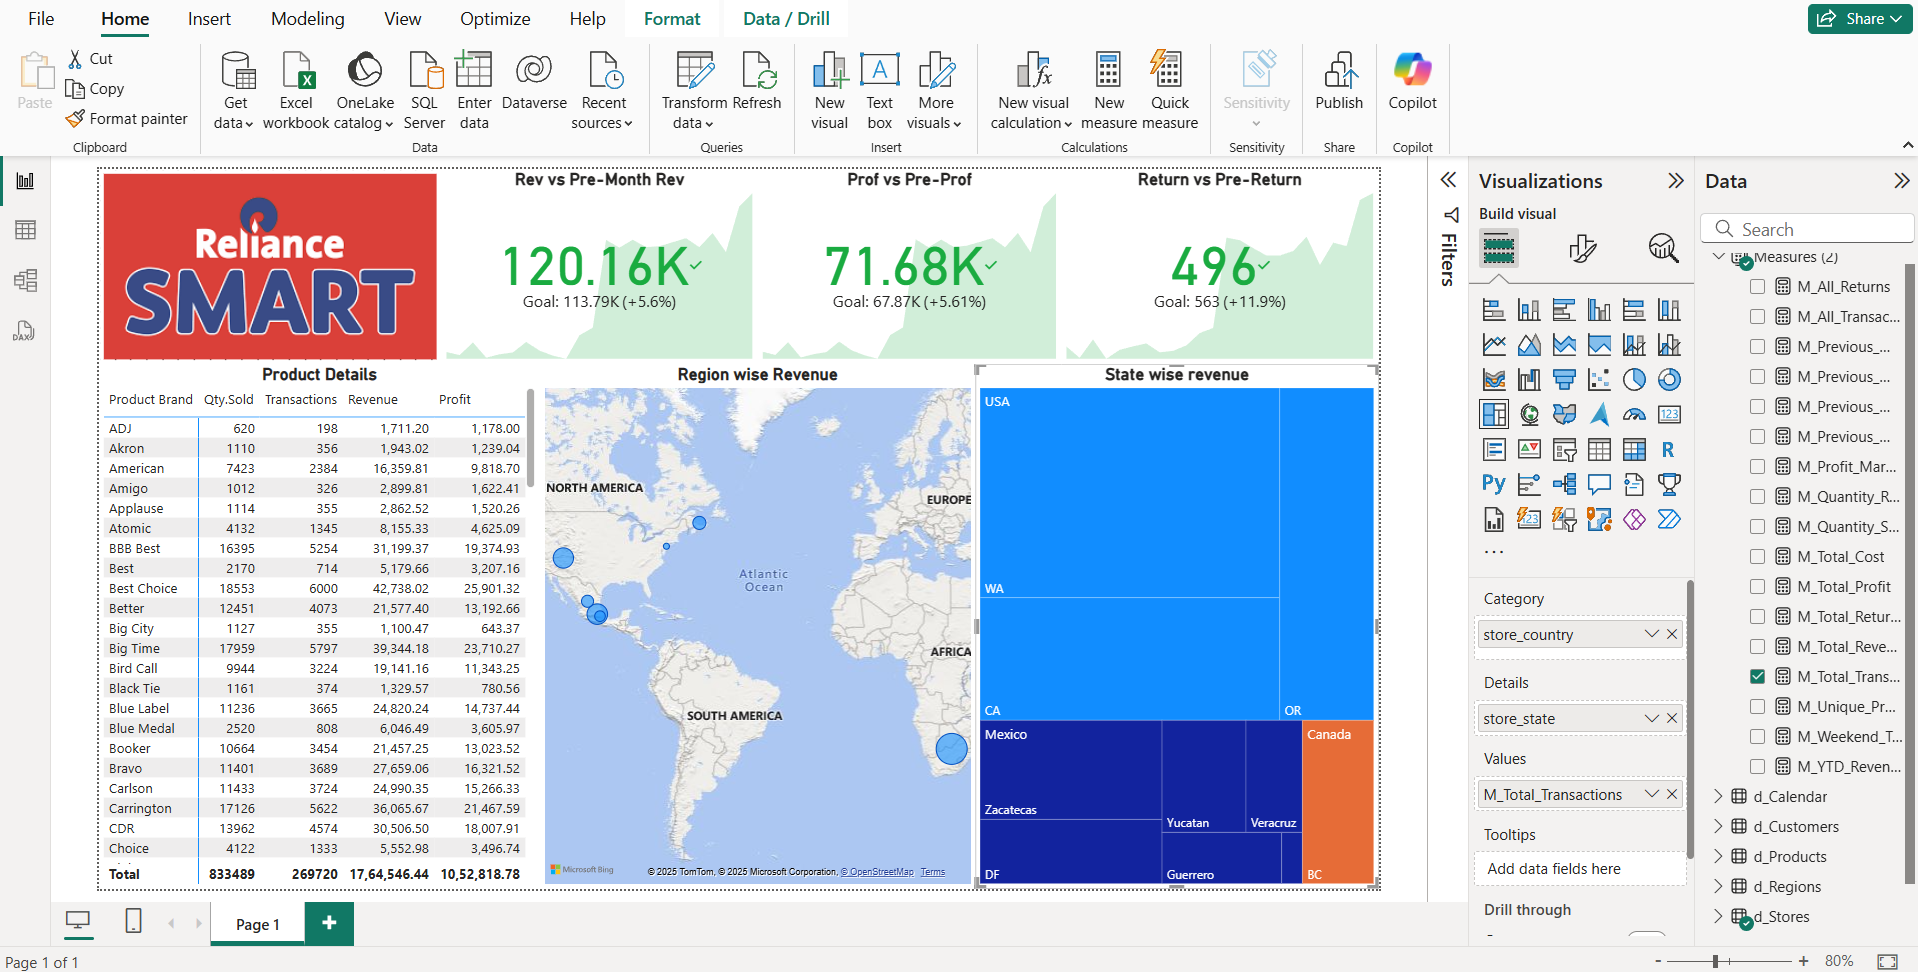 File Home Insert Modeling View Optimize Help Format Data / Drill Share
Paste
Cut
Copy
Format painter
Clipboard
Get data
Excel workbook
OneLake catalog
SQL Server
Enter data
Dataverse
Recent sources
Data
Transform data
Refresh
Queries
New visual
Text box
More visuals
Insert
New visual calculation
New measure
Quick measure
Calculations
Sensitivity
Sensitivity
Publish
Share
Copilot
Copilot
Reliance
SMART
Rev vs Pre-Month Rev
120.16K
Goal: 113.79K (+5.6%)
Prof vs Pre-Prof
71.68K
Goal: 67.87K (+5.61%)
Return vs Pre-Return
496
Goal: 563 (+11.9%)
Product Details
Product Brand Qty.Sold Transactions Revenue Profit
ADJ 620 198 1,711.20 1,178.00
Akron 1110 356 1,943.02 1,239.04
American 7423 2384 16,359.81 9,818.70
Amigo 1012 326 2,899.81 1,622.41
Applause 1114 355 2,862.52 1,520.26
Atomic 4132 1345 8,155.33 4,625.09
BBB Best 16395 5254 31,199.37 19,374.93
Best 2170 714 5,179.66 3,207.16
Best Choice 18553 6000 42,738.02 25,901.32
Better 12451 4073 21,577.40 13,192.66
Big City 1127 355 1,100.47 643.37
Big Time 17959 5797 39,344.18 23,710.27
Bird Call 9944 3224 19,141.16 11,343.25
Black Tie 1161 374 1,329.57 780.56
Blue Label 11236 3665 24,820.24 14,737.44
Blue Medal 2520 808 6,046.49 3,605.97
Booker 10664 3454 21,457.25 13,023.52
Bravo 11401 3689 27,659.06 16,321.52
Carlson 11433 3724 24,990.35 15,266.33
Carrington 17126 5622 36,065.67 21,467.59
CDR 13962 4574 30,506.50 18,007.91
Choice 4122 1333 5,552.98 3,496.74
Total 833489 269720 17,64,546.44 10,52,818.78
Region wise Revenue
NORTH AMERICA
EUROPE
Atlantic
Ocean
AFRICA
SOUTH AMERICA
Microsoft Bing
© 2025 TomTom, © 2025 Microsoft Corporation, © OpenStreetMap Terms
State wise revenue
USA
WA
CA
OR
Mexico
Zacatecas
DF
Yucatan
Veracruz
Guerrero
Canada
BC
Filters
Visualizations
Build visual
123
R
Py
123
...
Category
store_country
Details
store_state
Values
M_Total_Transactions
Tooltips
Add data fields here
Drill through
Data
Search
Measures (2)
M_All_Returns
M_All_Transac...
M_Previous_...
M_Previous_...
M_Previous_...
M_Previous_...
M_Profit_Mar...
M_Quantity_R...
M_Quantity_S...
M_Total_Cost
M_Total_Profit
M_Total_Retur...
M_Total_Reve...
M_Total_Trans...
M_Unique_Pr...
M_Weekend_T...
M_YTD_Reven...
d_Calendar
d_Customers
d_Products
d_Regions
d_Stores
Page 1
+
Page 1 of 1
- + 80%